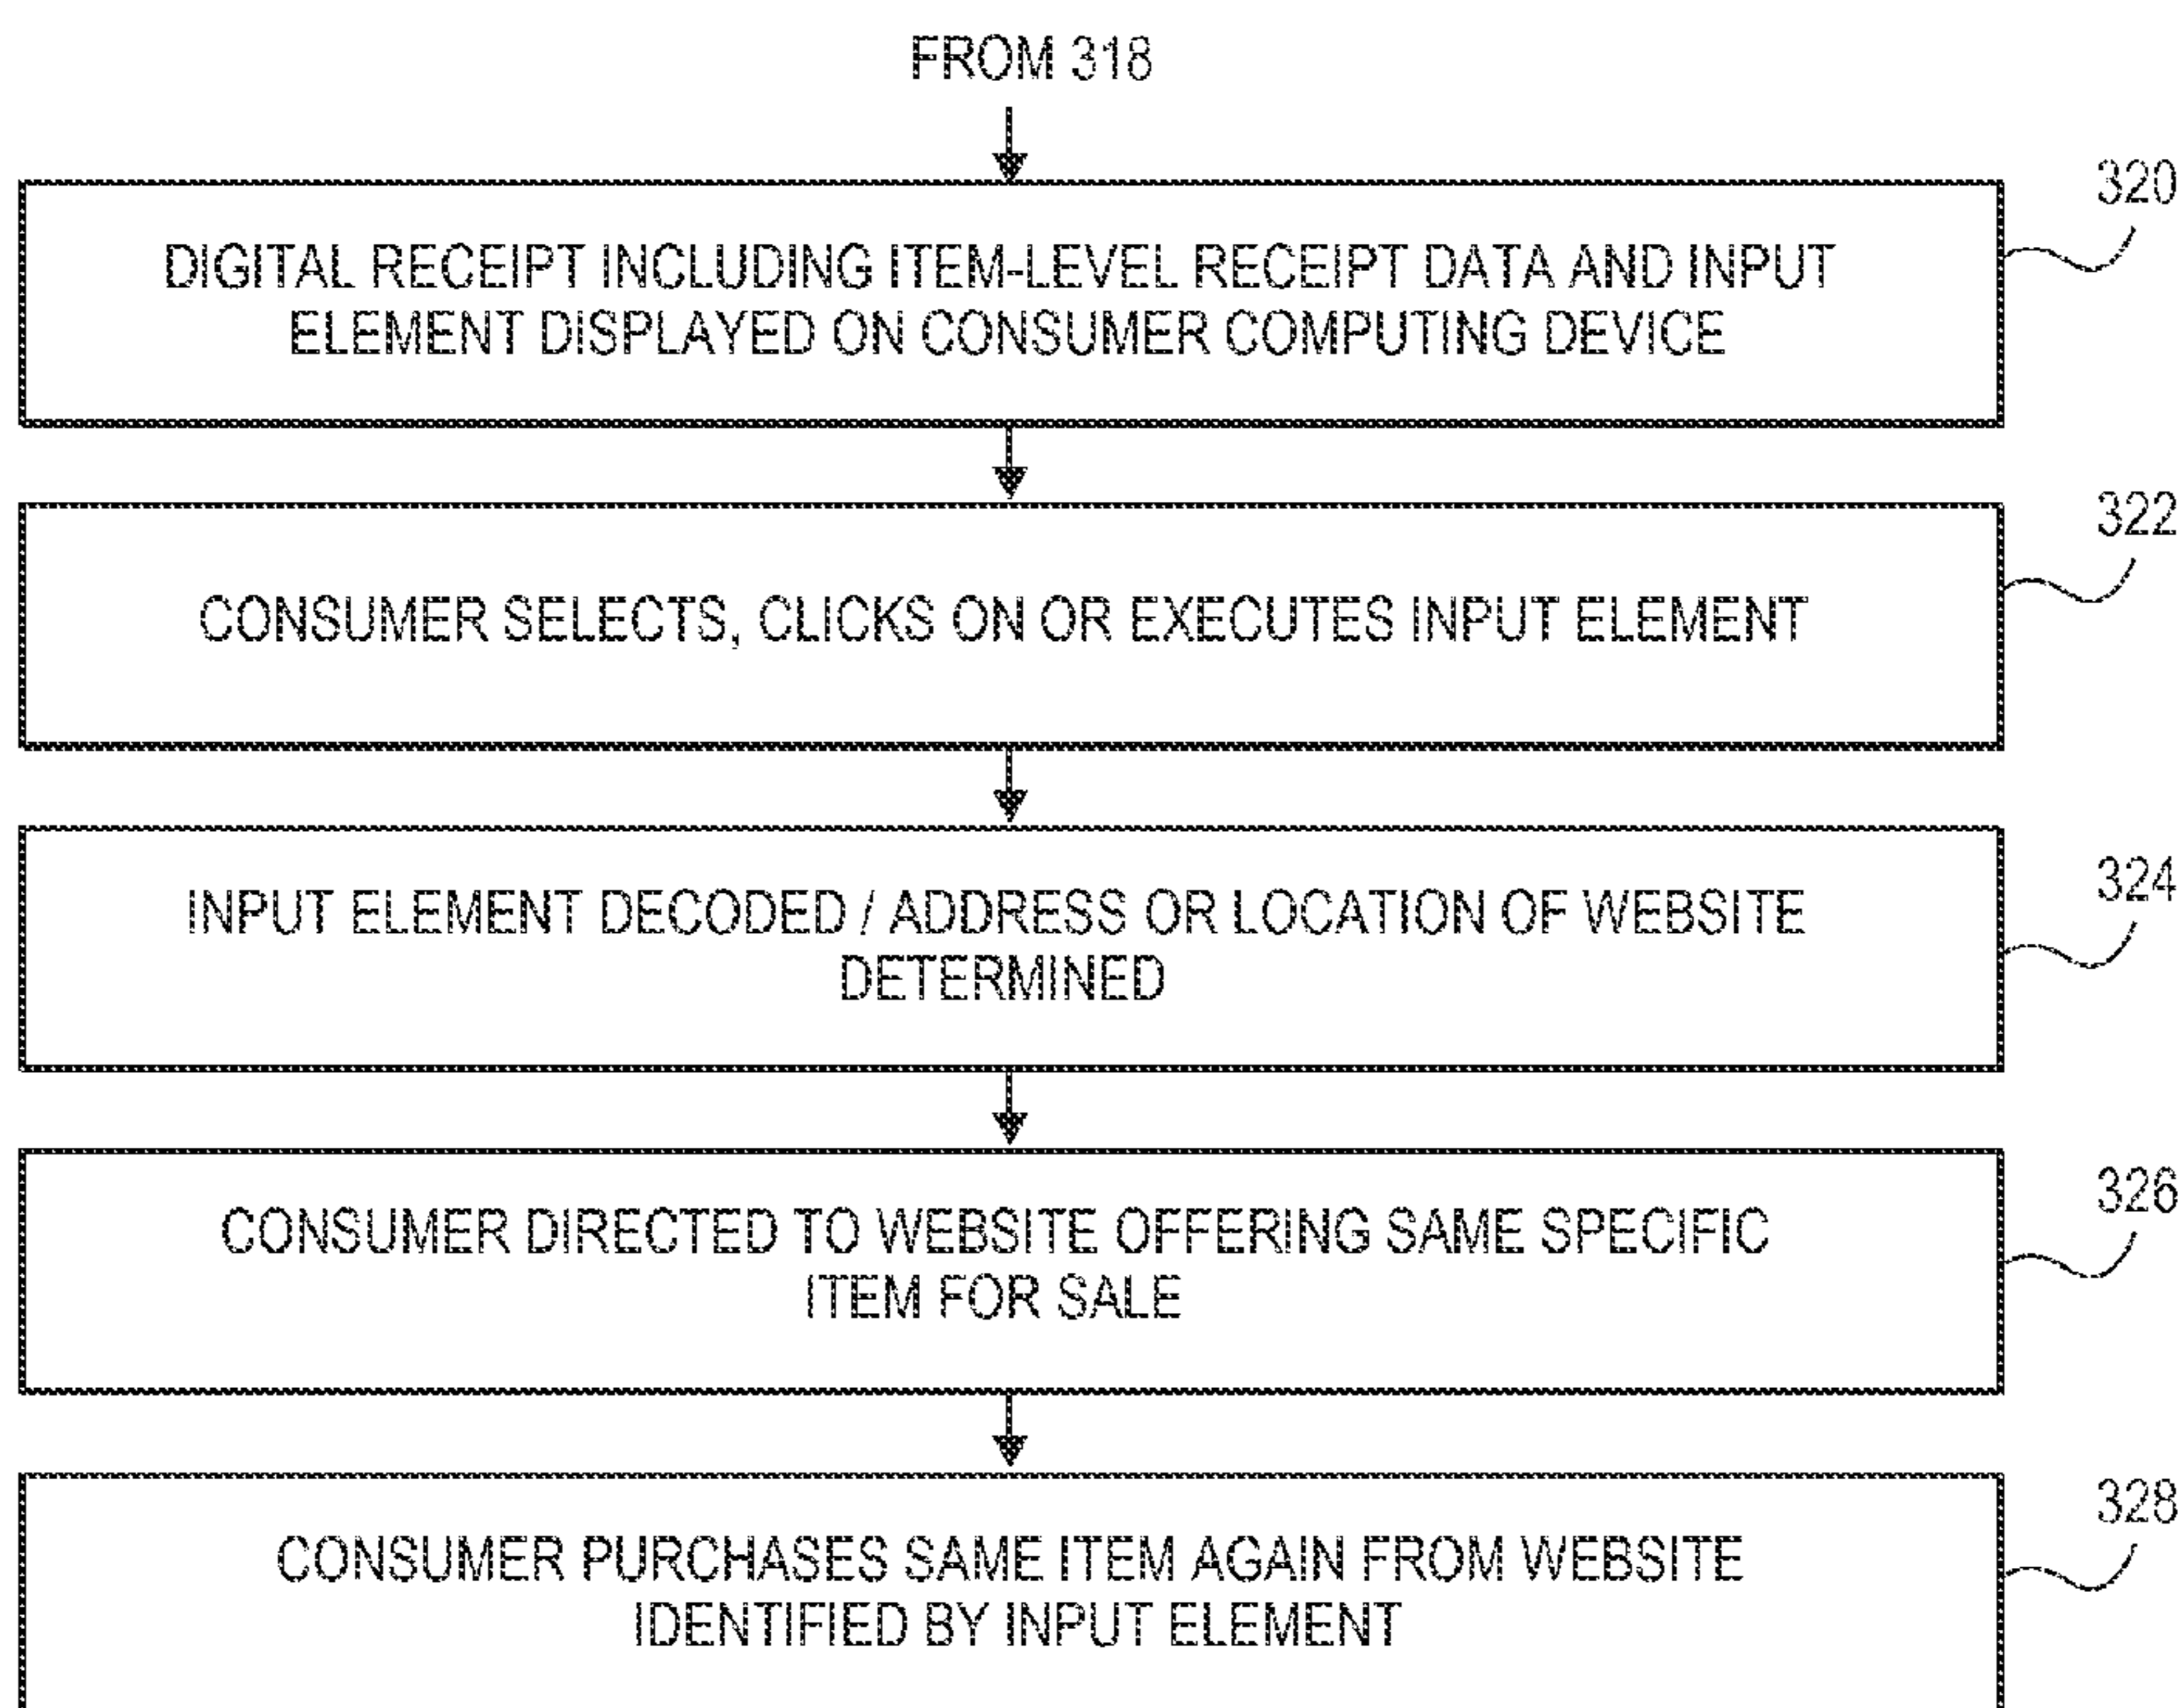 FROM 318
320
DIGITAL RECEIPT INCLUDING ITEM-LEVEL RECEIPT DATA AND INPUT
ELEMENT DISPLAYED ON CONSUMER COMPUTING DEVICE
322
CONSUMER SELECTS, CLICKS ON OR EXECUTES INPUT ELEMENT
324
INPUT ELEMENT DECODED / ADDRESS OR LOCATION OF WEBSITE
DETERMINED
326
CONSUMER DIRECTED TO WEBSITE OFFERING SAME SPECIFIC
ITEM FOR SALE
328
CONSUMER PURCHASES SAME ITEM AGAIN FROM WEBSITE
IDENTIFIED BY INPUT ELEMENT